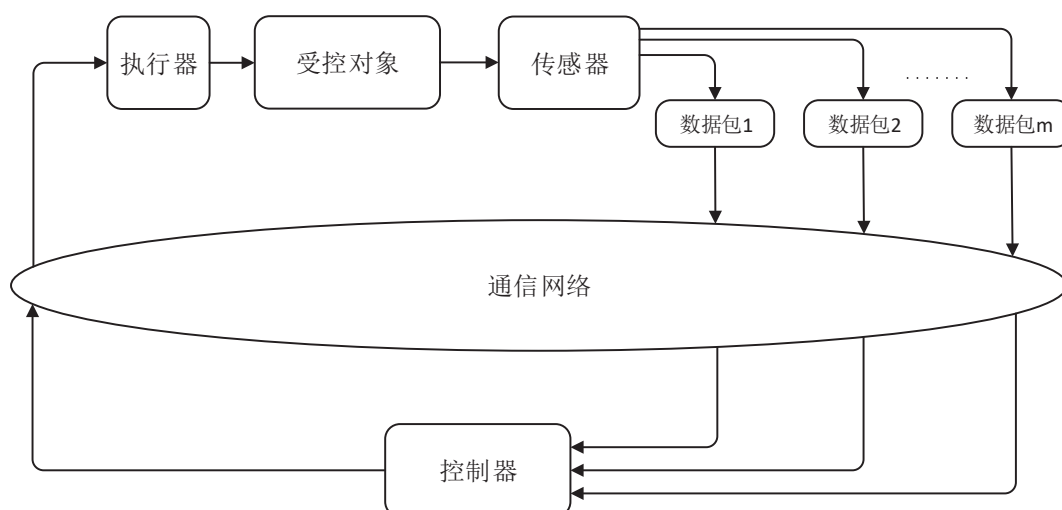 执行器
受控对象
传感器
.......
数据包1
数据包2
数据包m
通信网络
控制器